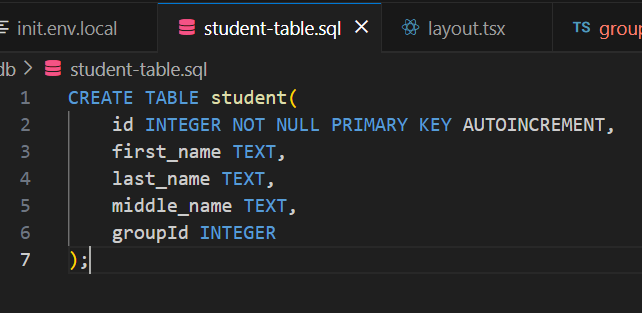 init.env.local student-table.sql layout.tsx TS group
db > student-table.sql
1 CREATE TABLE student(
2 id INTEGER NOT NULL PRIMARY KEY AUTOINCREMENT,
3 first_name TEXT,
4 last_name TEXT,
5 middle_name TEXT,
6 groupId INTEGER
7 );